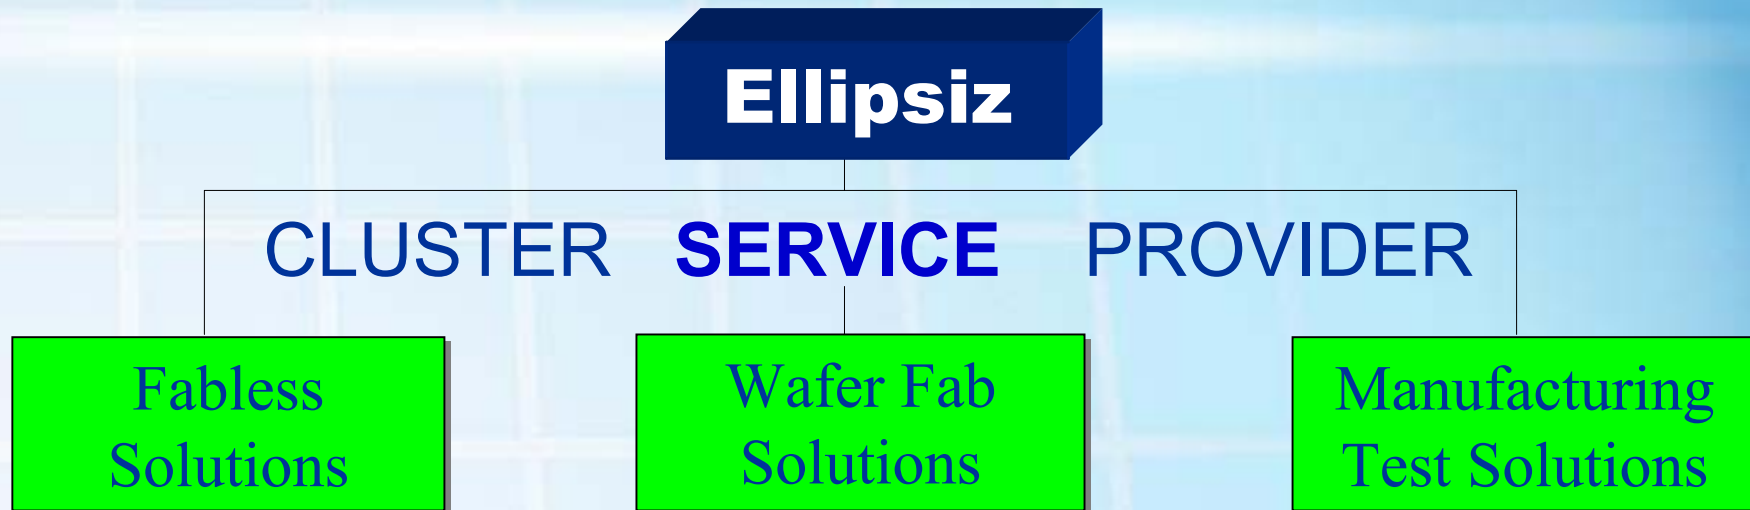 Ellipsiz
CLUSTER SERVICE PROVIDER
Fabless
Solutions
Wafer Fab
Solutions
Manufacturing
Test Solutions